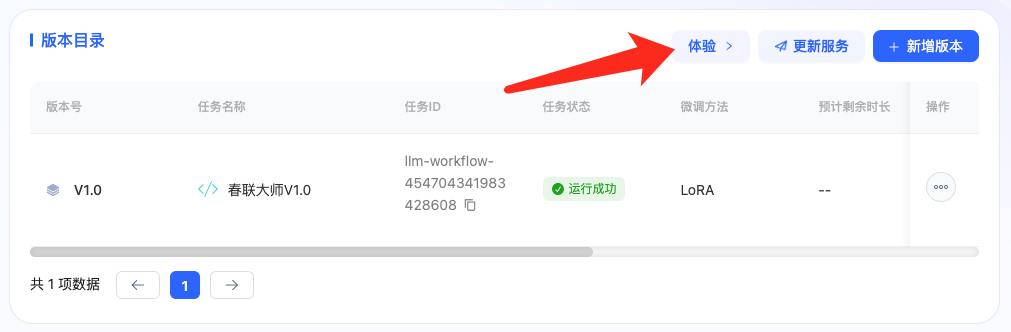 版本目录
体验
更新服务
+ 新增版本
版本号
任务名称
任务ID
任务状态
微调方法
预计剩余时长
操作
V1.0
</> 春联大师V1.0
llm-workflow-
454704341983
428608
运行成功
LoRA
--
共 1 项数据
1